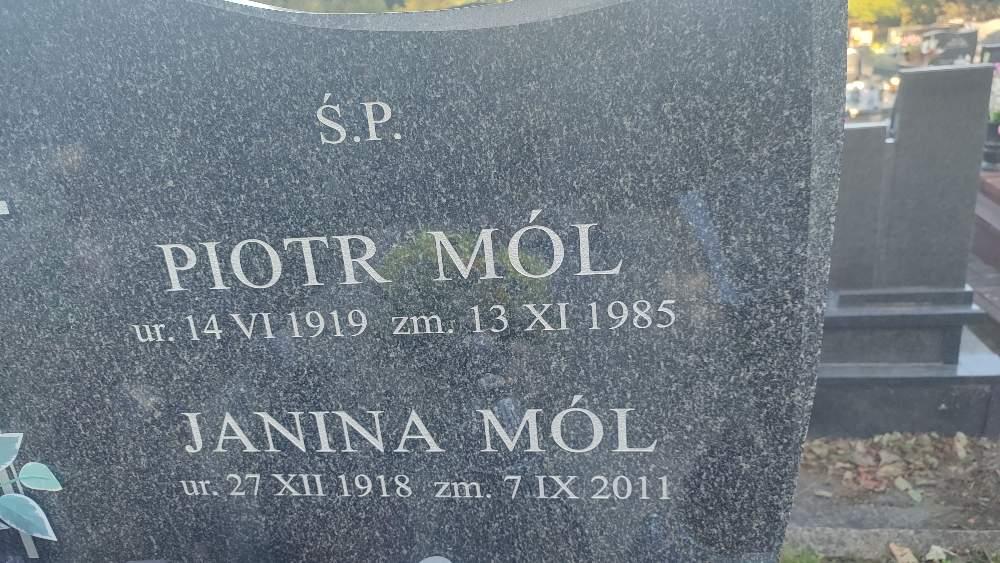 Ś.P.
PIOTR MÓL
ur. 14 VI 1919 zm. 13 XI 1985
JANINA MÓL
ur. 27 XII 1918 zm. 7 IX 2011